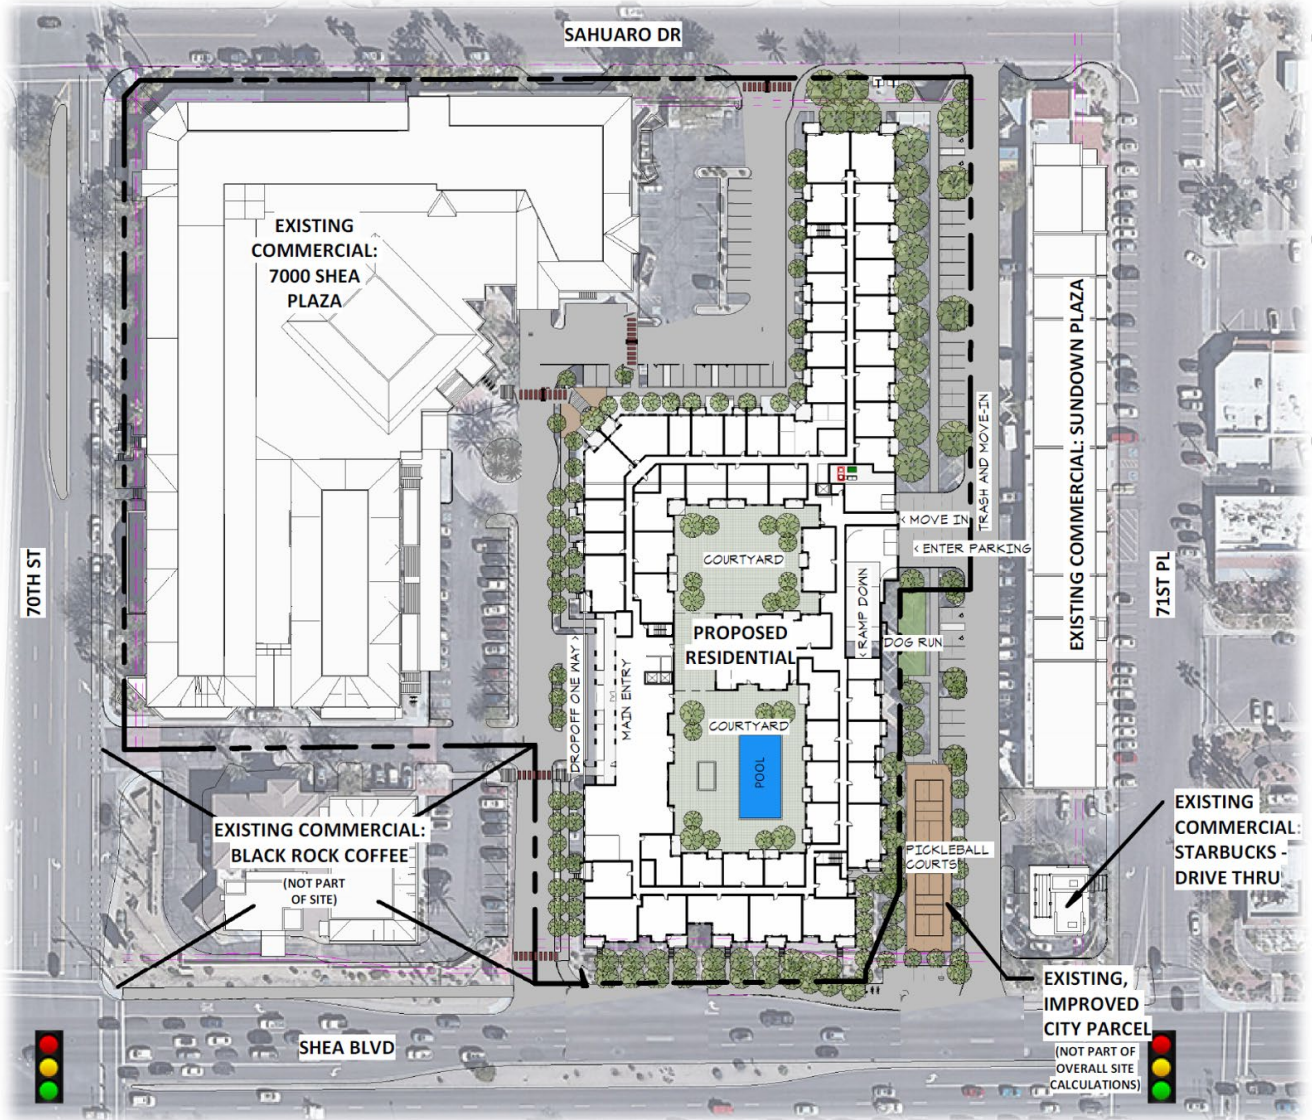 SAHUARO DR
EXISTING
COMMERCIAL:
7000 SHEA
PLAZA
EXISTING COMMERCIAL: SUNDOWN PLAZA
TRASH AND MOVE-IN
< MOVE IN
< ENTER PARKING
COURTYARD
70TH ST
71ST PL
< RAMP DOWN
PROPOSED
RESIDENTIAL
DOG RUN
DROPOFF ONE WAY >
MAIN ENTRY
COURTYARD
POOL
EXISTING COMMERCIAL:
BLACK ROCK COFFEE
(NOT PART
OF SITE)
PICKLEBALL
COURTS
EXISTING
COMMERCIAL:
STARBUCKS -
DRIVE THRU
EXISTING,
IMPROVED
CITY PARCEL
(NOT PART OF
OVERALL SITE
CALCULATIONS)
SHEA BLVD